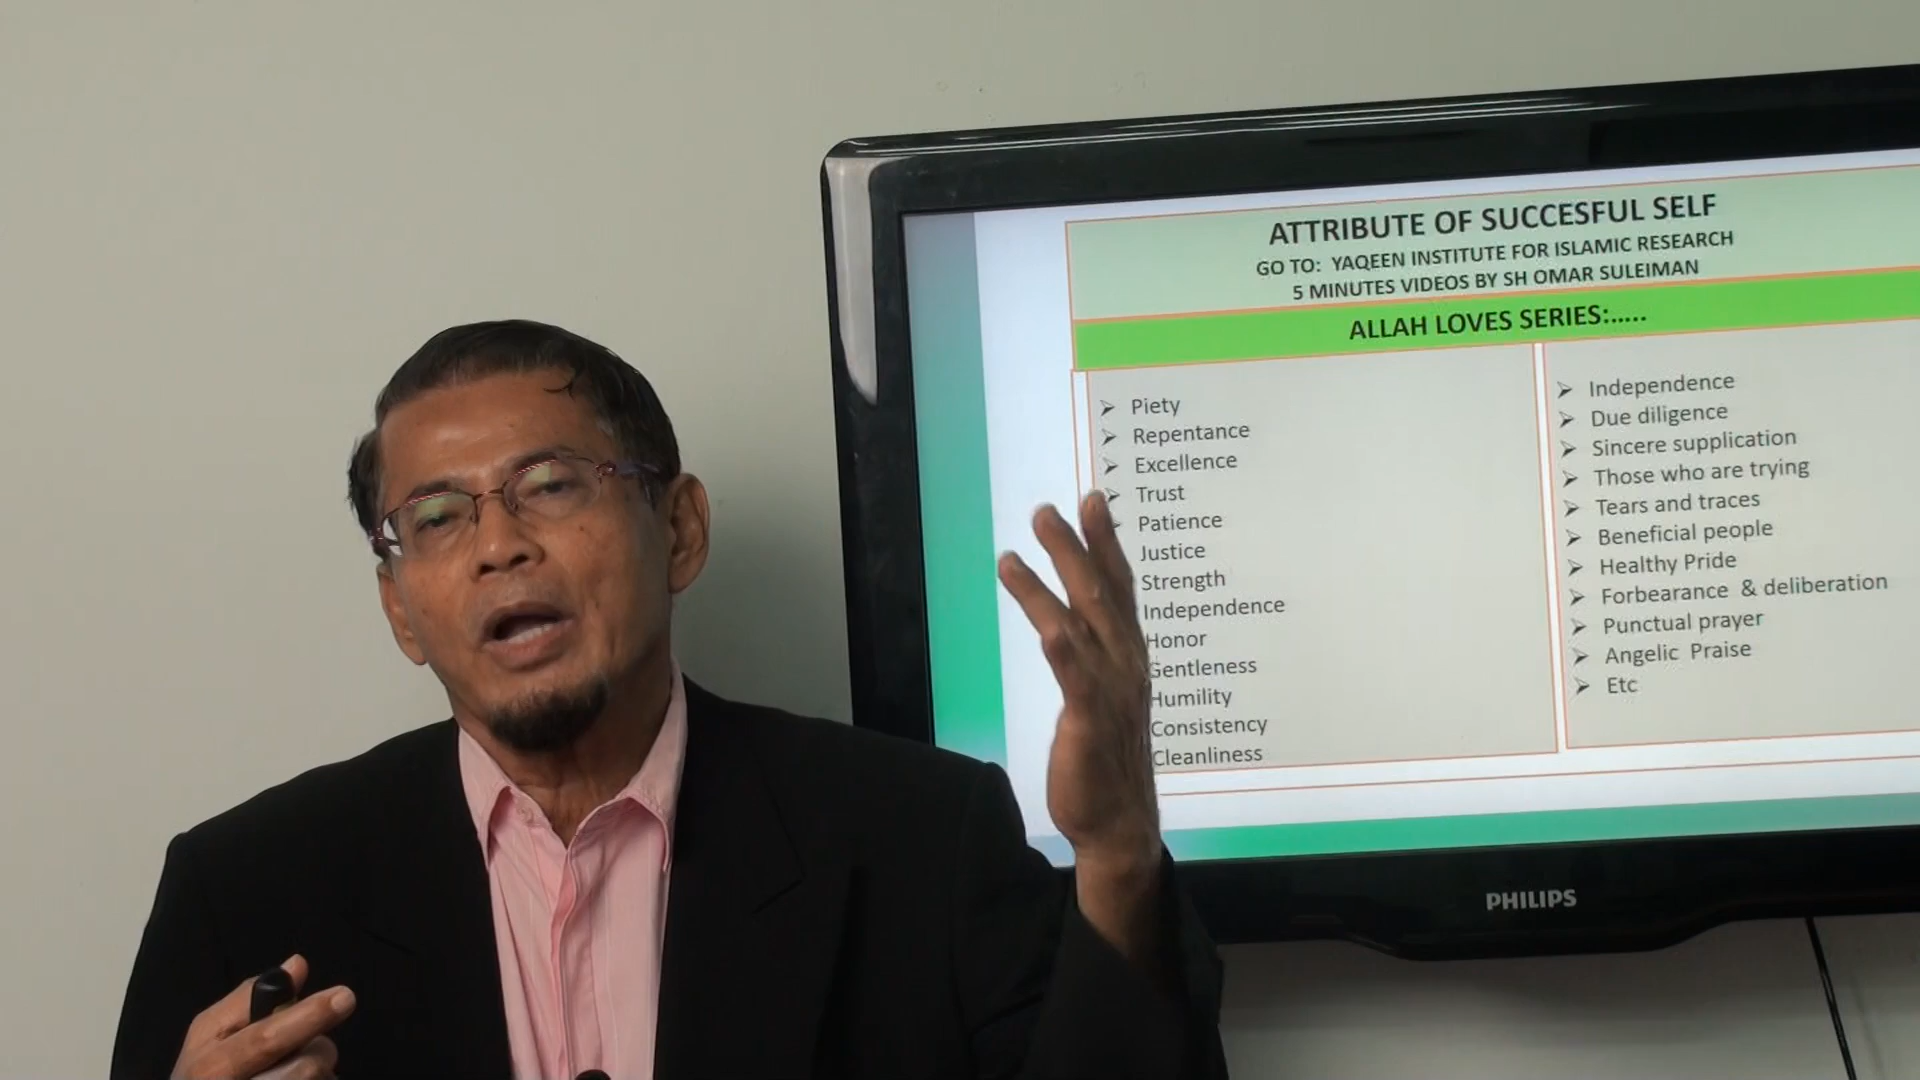 ATTRIBUTE OF SUCCESFUL SELF
GO TO: YAQEEN INSTITUTE FOR ISLAMIC RESEARCH
5 MINUTES VIDEOS BY SH OMAR SULEIMAN
ALLAH LOVES SERIES:.....
Piety
Repentance
Excellence
Trust
Patience
Justice
Strength
Independence
Honor
Gentleness
Humility
Consistency
Cleanliness
Independence
Due diligence
Sincere supplication
Those who are trying
Tears and traces
Beneficial people
Healthy Pride
Forbearance & deliberation
Punctual prayer
Angelic Praise
Etc
PHILIPS